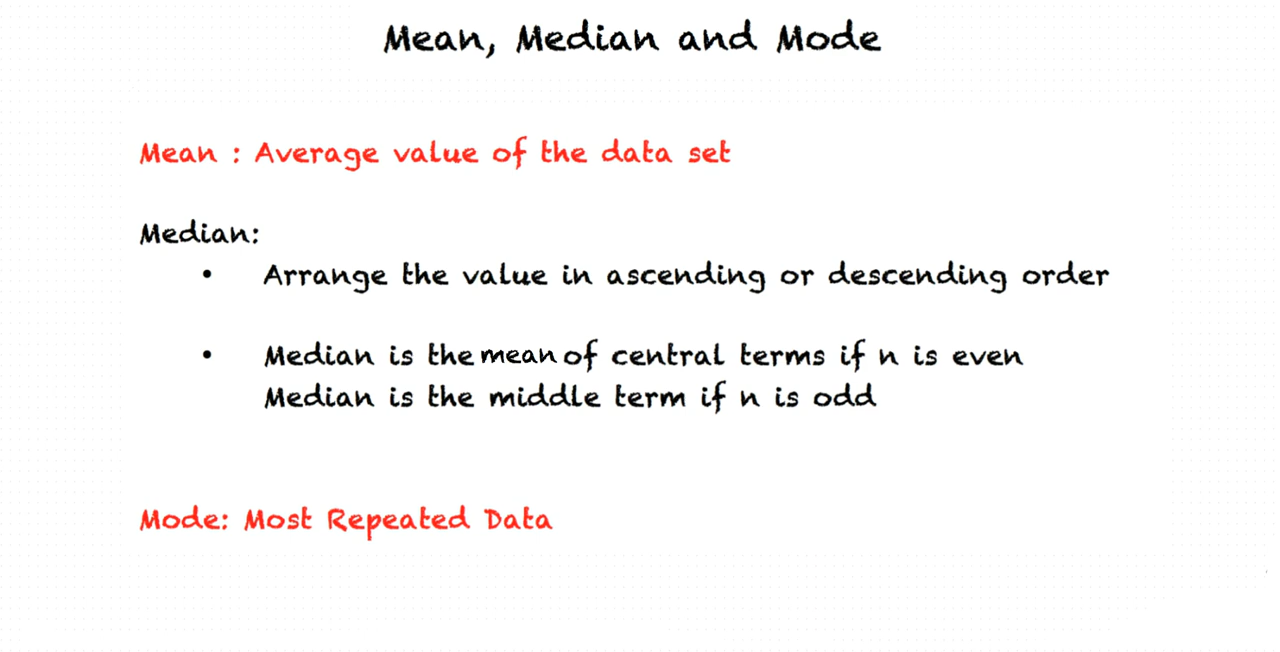 Mean, Median and Mode
Mean : Average value of the data set
Median:
• Arrange the value in ascending or descending order
• Median is the mean of central terms if n is even
Median is the middle term if n is odd
Mode: Most Repeated Data